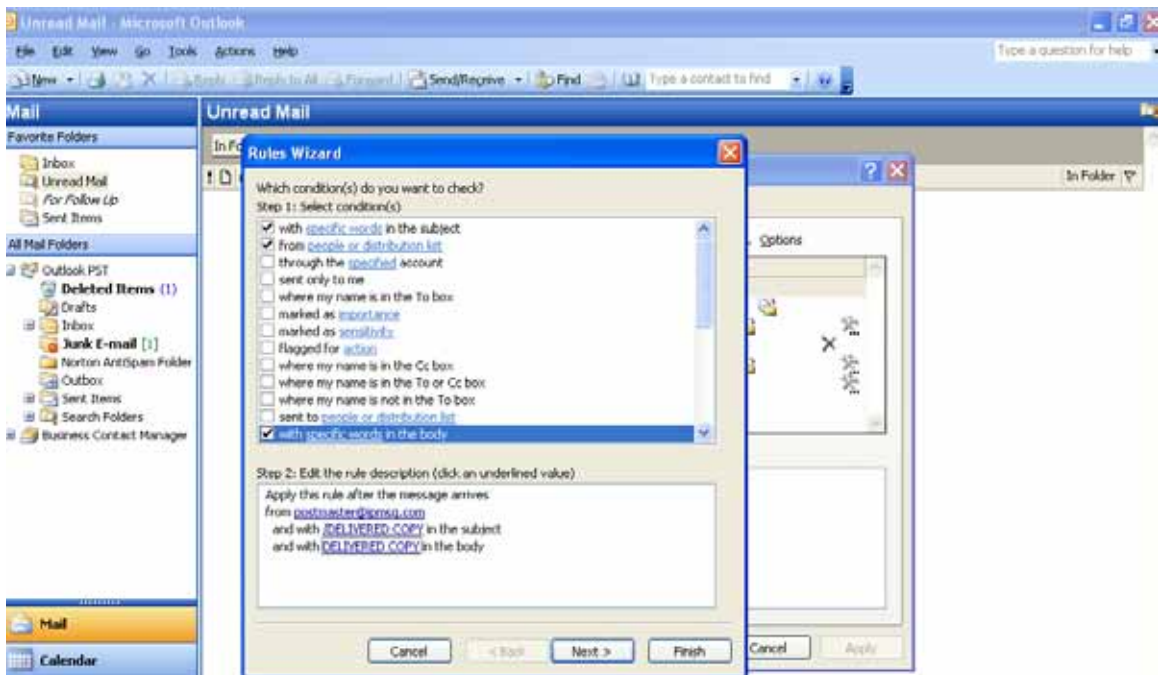 Unread Mail - Microsoft Outlook
File Edit View Go Tools Actions Help
Type a question for help
New Reply Reply to All Forward Send/Receive Find Type a contact to find
Mail
Unread Mail
Favorite Folders
Inbox
Unread Mail
For Follow Up
Sent Items
All Mail Folders
Outlook PST
Deleted Items (1)
Drafts
Inbox
Junk E-mail [1]
Norton AntiSpam Folder
Outbox
Sent Items
Search Folders
Business Contact Manager
Mail
Calendar
In Folder
Rules Wizard
Which condition(s) do you want to check?
Step 1: Select condition(s)
with specific words in the subject
from people or distribution list
through the specified account
sent only to me
where my name is in the To box
marked as importance
marked as sensitivity
flagged for action
where my name is in the Cc box
where my name is in the To or Cc box
where my name is not in the To box
sent to people or distribution list
with specific words in the body
Step 2: Edit the rule description (click an underlined value)
Apply this rule after the message arrives
from
and with DELIVERED COPY in the subject
and with DELIVERED COPY in the body
Cancel < Back Next > Finish
Options
Cancel Apply